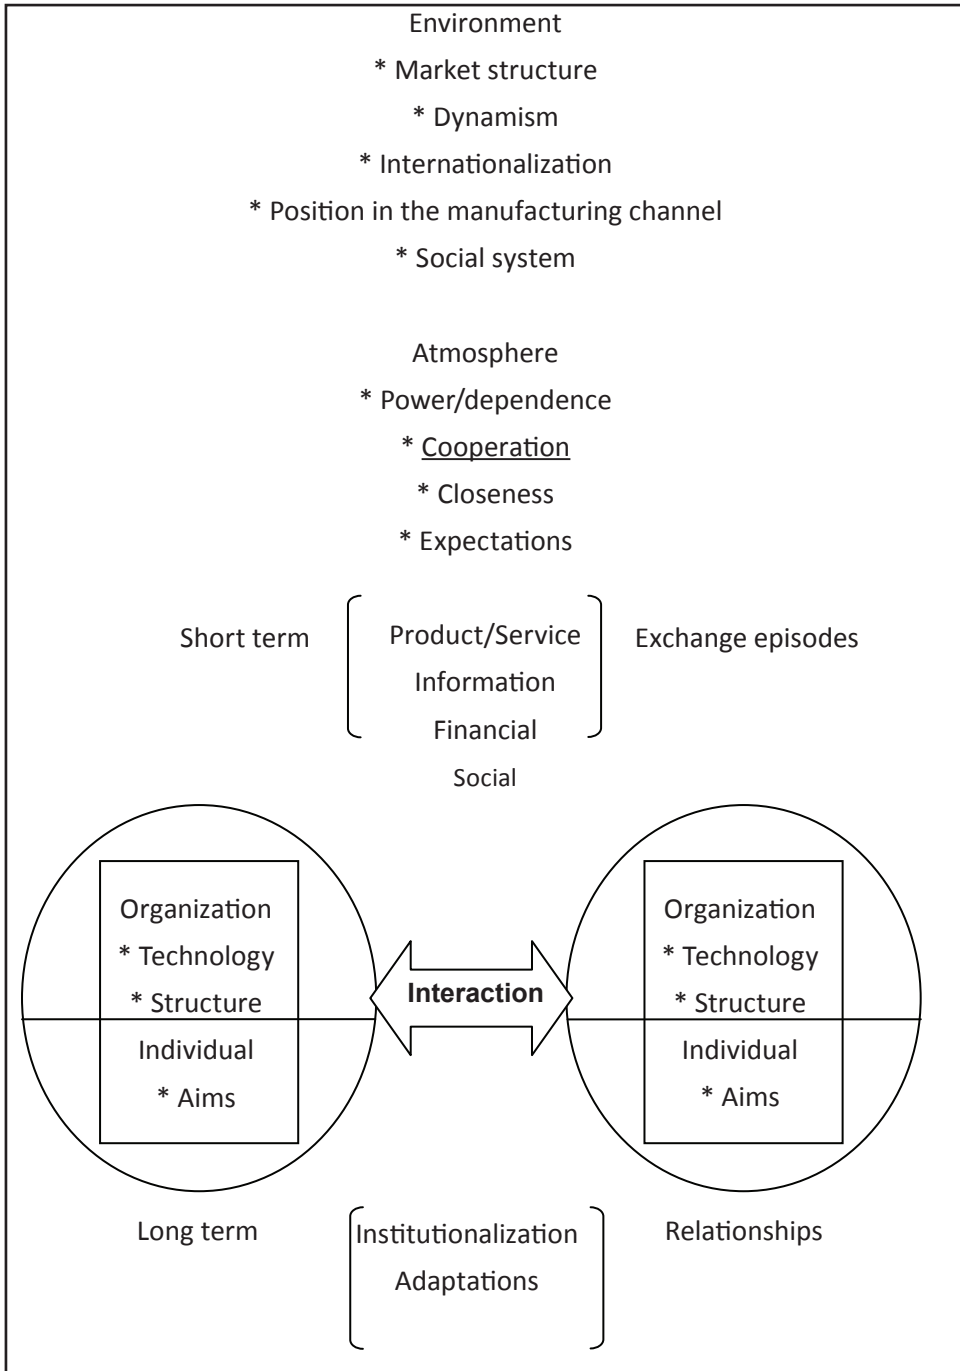 Environment
* Market structure
* Dynamism
* Internationalization
* Position in the manufacturing channel
* Social system
Atmosphere
* Power/dependence
* Cooperation
* Closeness
* Expectations
Short term
Product/Service
Information
Financial
Social
Exchange episodes
Organization
* Technology
* Structure
Individual
* Aims
Interaction
Organization
* Technology
* Structure
Individual
* Aims
Long term
Institutionalization
Adaptations
Relationships